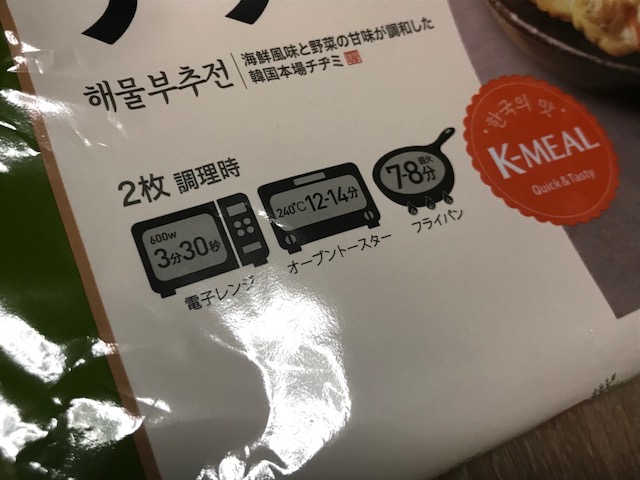 해물부추전
海鮮風味と野菜の甘味が調和した
韓国本場チヂミ
한국의 맛
K-MEAL
Quick&Tasty
2枚 調理時
600w
3分30秒
電子レンジ
240℃ 12-14分
オーブントースター
7-8分
フライパン